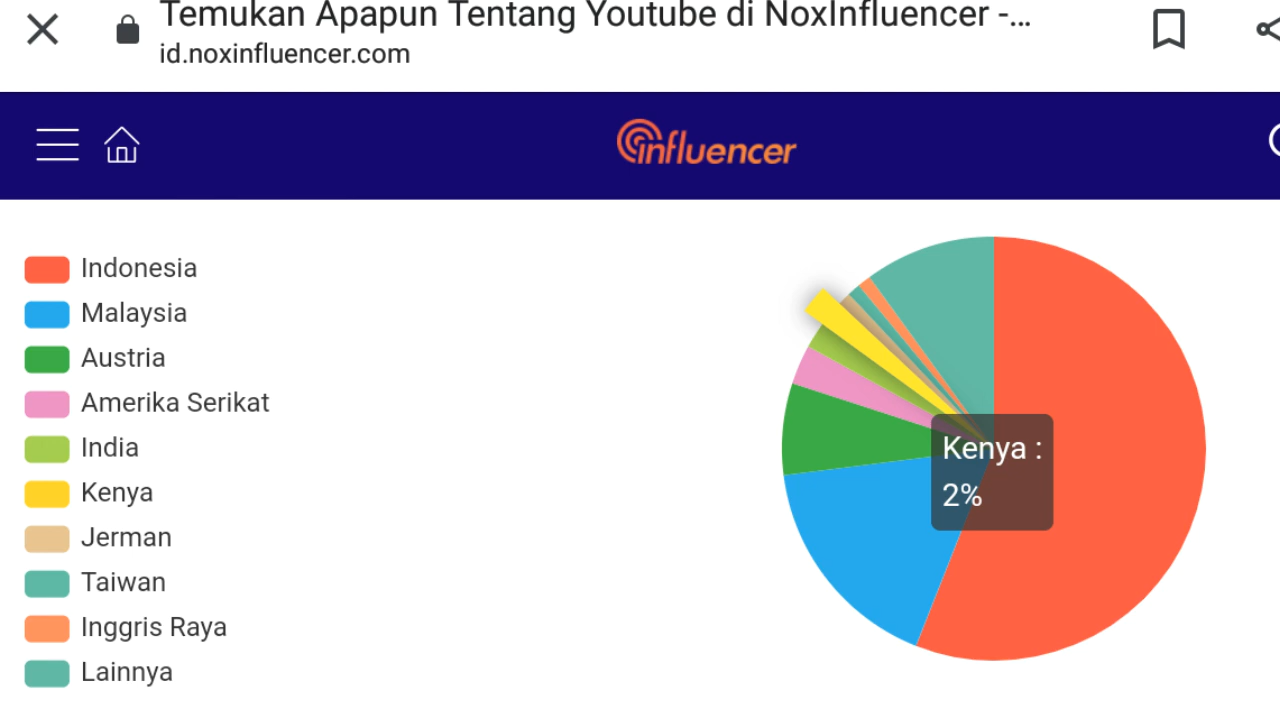 Temukan Apapun Tentang Youtube di NoxInfluencer -...
id.noxinfluencer.com
influencer
Indonesia
Malaysia
Austria
Amerika Serikat
India
Kenya
Jerman
Taiwan
Inggris Raya
Lainnya
Kenya :
2%